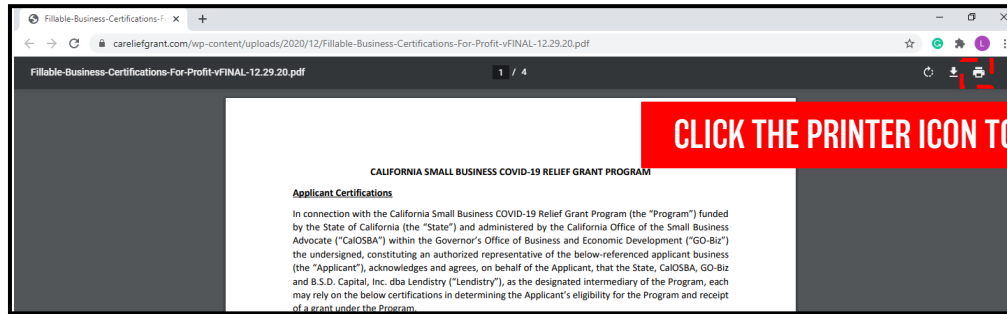 Fillable-Business-Certifications-F
careliefgrant.com/wp-content/uploads/2020/12/Fillable-Business-Certifications-For-Profit-vFINAL-12.29.20.pdf
L
Fillable-Business-Certifications-For-Profit-vFINAL-12.29.20.pdf 1 / 4
CLICK THE PRINTER ICON TO
CALIFORNIA SMALL BUSINESS COVID-19 RELIEF GRANT PROGRAM
Applicant Certifications
In connection with the California Small Business COVID-19 Relief Grant Program (the “Program”) funded
by the State of California (the “State”) and administered by the California Office of the Small Business
Advocate (“CalOSBA”) within the Governor’s Office of Business and Economic Development (“GO-Biz”)
the undersigned, constituting an authorized representative of the below-referenced applicant business
(the “Applicant”), acknowledges and agrees, on behalf of the Applicant, that the State, CalOSBA, GO-Biz
and B.S.D. Capital, Inc. dba Lendistry (“Lendistry”), as the designated intermediary of the Program, each
may rely on the below certifications in determining the Applicant’s eligibility for the Program and receipt
of a grant under the Program.